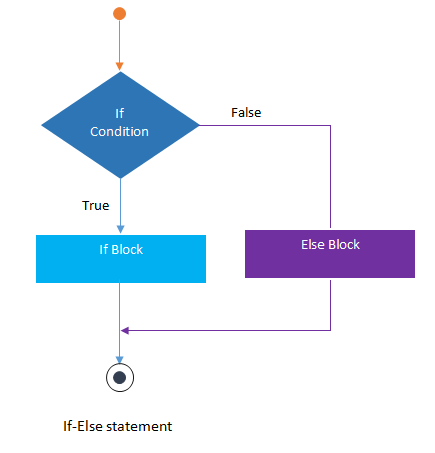 If
Condition
False
True
If Block
Else Block
If-Else statement